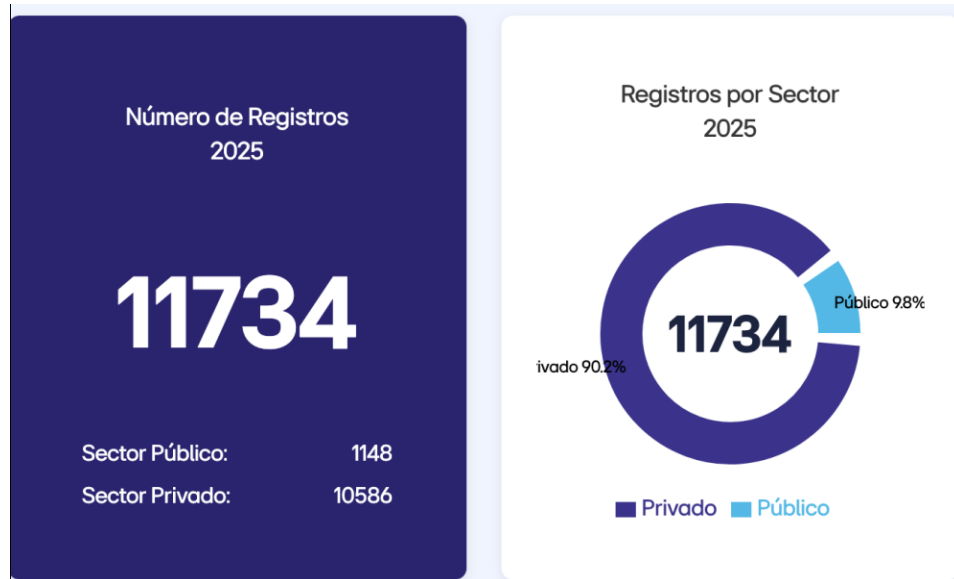 Número de Registros
2025
11734
Sector Público: 1148
Sector Privado: 10586
Registros por Sector
2025
Público 9.8%
11734
ivado 90.2%
Privado Público